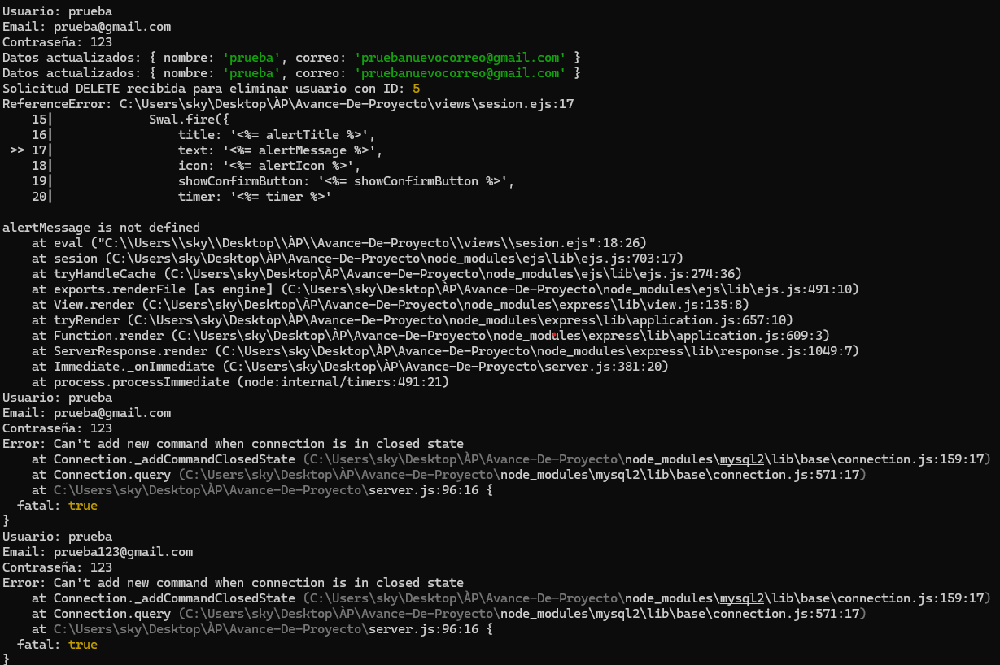 Usuario: prueba
Email: prueba@gmail.com
Contraseña: 123
Datos actualizados: { nombre: 'prueba', correo: 'pruebanuevocorreo@gmail.com' }
Datos actualizados: { nombre: 'prueba', correo: 'pruebanuevocorreo@gmail.com' }
Solicitud DELETE recibida para eliminar usuario con ID: 5
ReferenceError: C:\Users\sky\Desktop\ÀP\Avance-De-Proyecto\views\sesion.ejs:17
    15|             Swal.fire({
    16|                 title: '<%= alertTitle %>',
 >> 17|                 text: '<%= alertMessage %>',
    18|                 icon: '<%= alertIcon %>',
    19|                 showConfirmButton: '<%= showConfirmButton %>',
    20|                 timer: '<%= timer %>'
alertMessage is not defined
    at eval ("C:\\Users\\sky\\Desktop\\ÀP\\Avance-De-Proyecto\\views\\sesion.ejs":18:26)
    at sesion (C:\Users\sky\Desktop\ÀP\Avance-De-Proyecto\node_modules\ejs\lib\ejs.js:703:17)
    at tryHandleCache (C:\Users\sky\Desktop\ÀP\Avance-De-Proyecto\node_modules\ejs\lib\ejs.js:274:36)
    at exports.renderFile [as engine] (C:\Users\sky\Desktop\ÀP\Avance-De-Proyecto\node_modules\ejs\lib\ejs.js:491:10)
    at View.render (C:\Users\sky\Desktop\ÀP\Avance-De-Proyecto\node_modules\express\lib\view.js:135:8)
    at tryRender (C:\Users\sky\Desktop\ÀP\Avance-De-Proyecto\node_modules\express\lib\application.js:657:10)
    at Function.render (C:\Users\sky\Desktop\ÀP\Avance-De-Proyecto\node_modules\express\lib\application.js:609:3)
    at ServerResponse.render (C:\Users\sky\Desktop\ÀP\Avance-De-Proyecto\node_modules\express\lib\response.js:1049:7)
    at Immediate._onImmediate (C:\Users\sky\Desktop\ÀP\Avance-De-Proyecto\server.js:381:20)
    at process.processImmediate (node:internal/timers:491:21)
Usuario: prueba
Email: prueba@gmail.com
Contraseña: 123
Error: Can't add new command when connection is in closed state
    at Connection._addCommandClosedState (C:\Users\sky\Desktop\ÀP\Avance-De-Proyecto\node_modules\mysql2\lib\base\connection.js:159:17)
    at Connection.query (C:\Users\sky\Desktop\ÀP\Avance-De-Proyecto\node_modules\mysql2\lib\base\connection.js:571:17)
    at C:\Users\sky\Desktop\ÀP\Avance-De-Proyecto\server.js:96:16 {
  fatal: true
}
Usuario: prueba
Email: prueba123@gmail.com
Contraseña: 123
Error: Can't add new command when connection is in closed state
    at Connection._addCommandClosedState (C:\Users\sky\Desktop\ÀP\Avance-De-Proyecto\node_modules\mysql2\lib\base\connection.js:159:17)
    at Connection.query (C:\Users\sky\Desktop\ÀP\Avance-De-Proyecto\node_modules\mysql2\lib\base\connection.js:571:17)
    at C:\Users\sky\Desktop\ÀP\Avance-De-Proyecto\server.js:96:16 {
  fatal: true
}